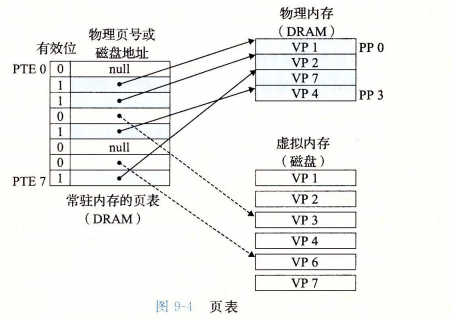 物理页号或
磁盘地址
有效位
PTE 0 0 null
1
1
0
1
0 null
0
PTE 7 1
常驻内存的页表
（DRAM）
物理内存
（DRAM）
VP 1 PP 0
VP 2
VP 7
VP 4 PP 3
虚拟内存
（磁盘）
VP 1
VP 2
VP 3
VP 4
VP 6
VP 7
图 9-4 页表